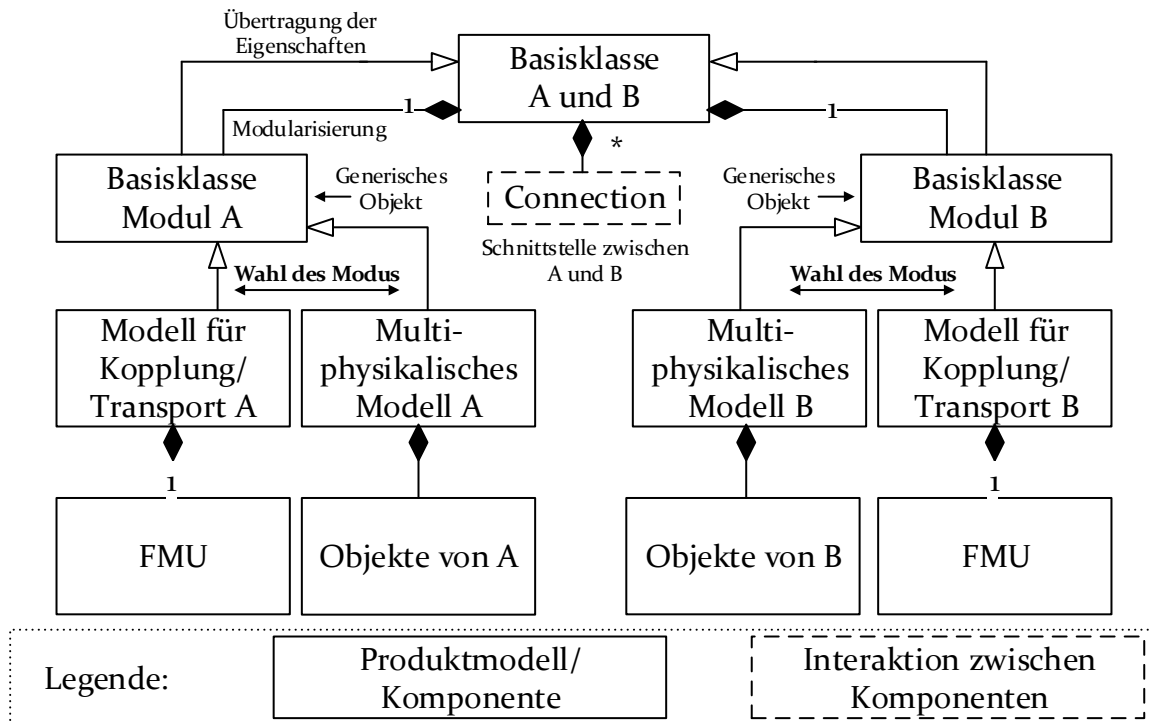 Übertragung der
Eigenschaften
Basisklasse
A und B
1
1
Modularisierung
*
Basisklasse
Modul A
Generisches
Objekt
Connection
Generisches
Objekt
Basisklasse
Modul B
Schnittstelle zwischen
A und B
Wahl des Modus
Wahl des Modus
Modell für
Kopplung/
Transport A
Multi-
physikalisches
Modell A
Multi-
physikalisches
Modell B
Modell für
Kopplung/
Transport B
1
1
FMU
Objekte von A
Objekte von B
FMU
Legende:
Produktmodell/
Komponente
Interaktion zwischen
Komponenten